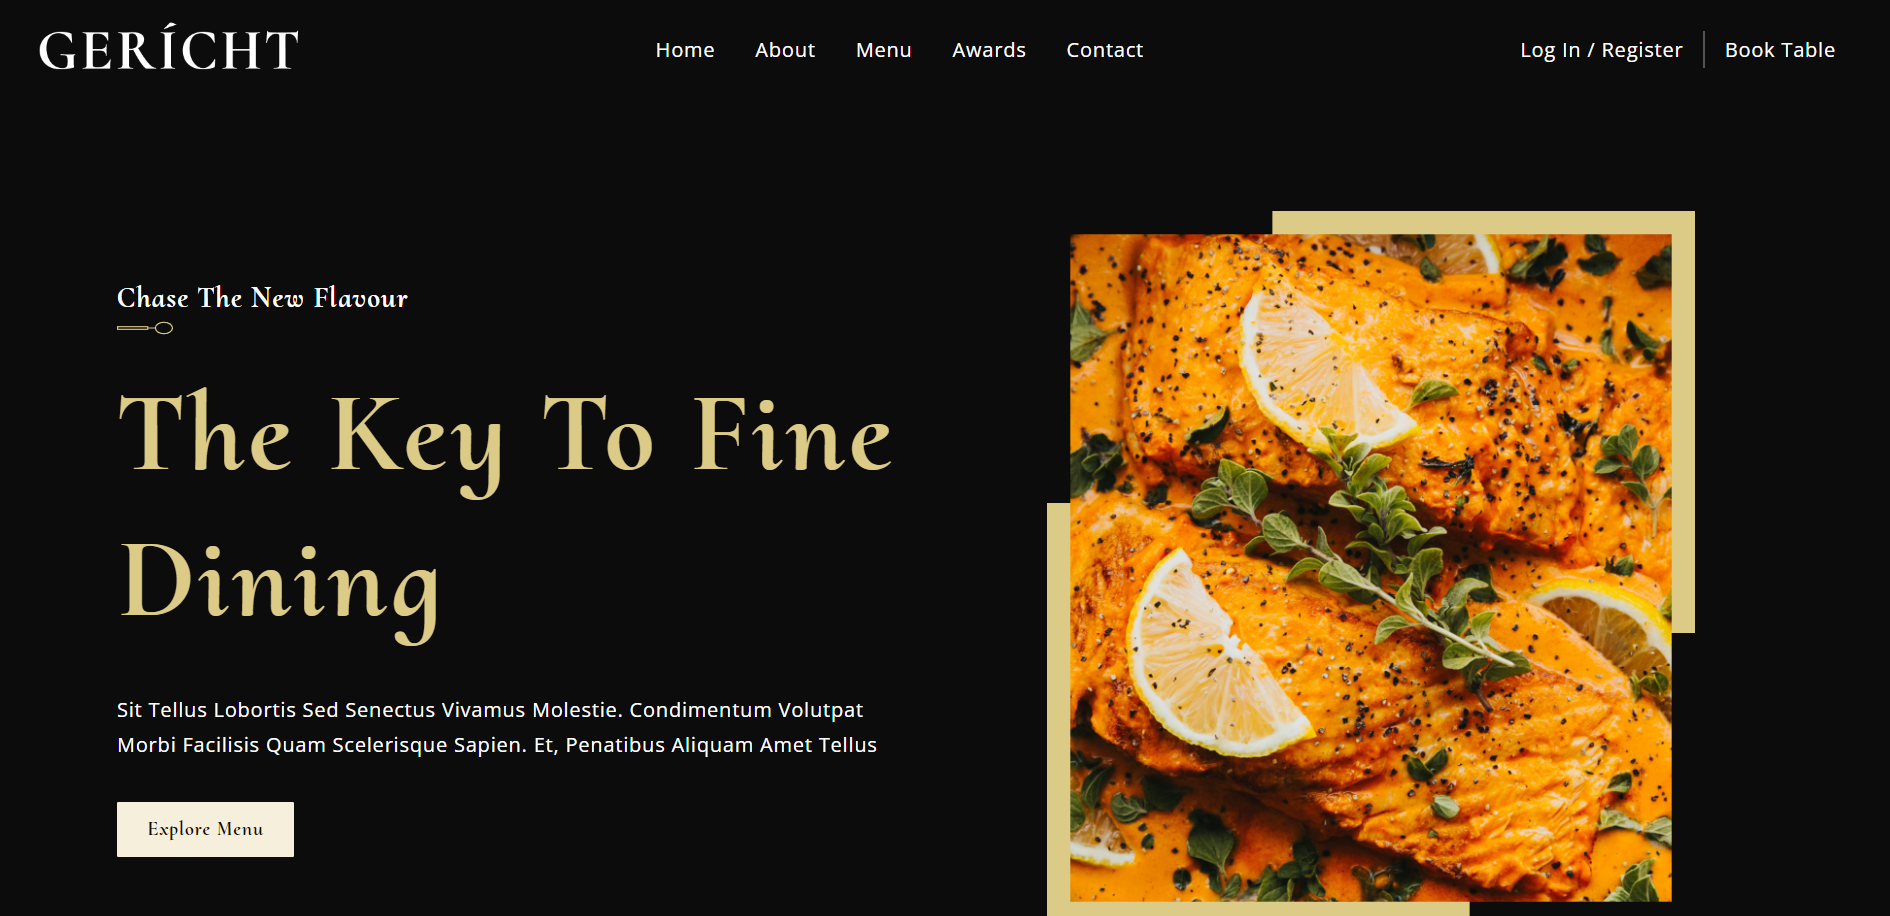 GERÍCHT
Home About Menu Awards Contact
Log In / Register Book Table
Chase The New Flavour
The Key To Fine
Dining
Sit Tellus Lobortis Sed Senectus Vivamus Molestie. Condimentum Volutpat
Morbi Facilisis Quam Scelerisque Sapien. Et, Penatibus Aliquam Amet Tellus
Explore Menu